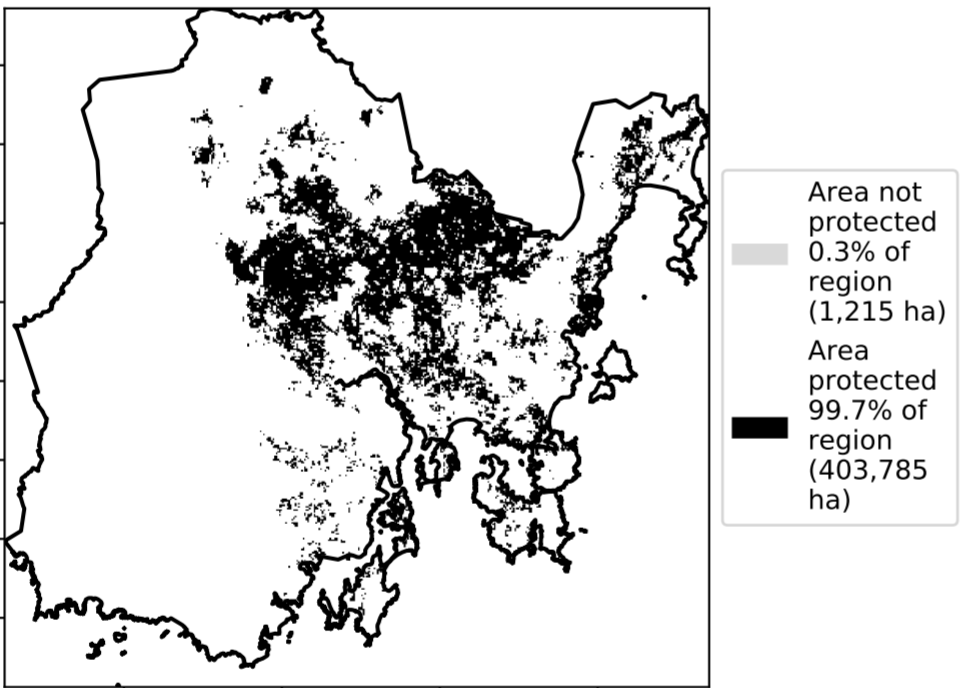 Area not
protected
0.3% of
region
(1,215 ha)
Area
protected
99.7% of
region
(403,785
ha)